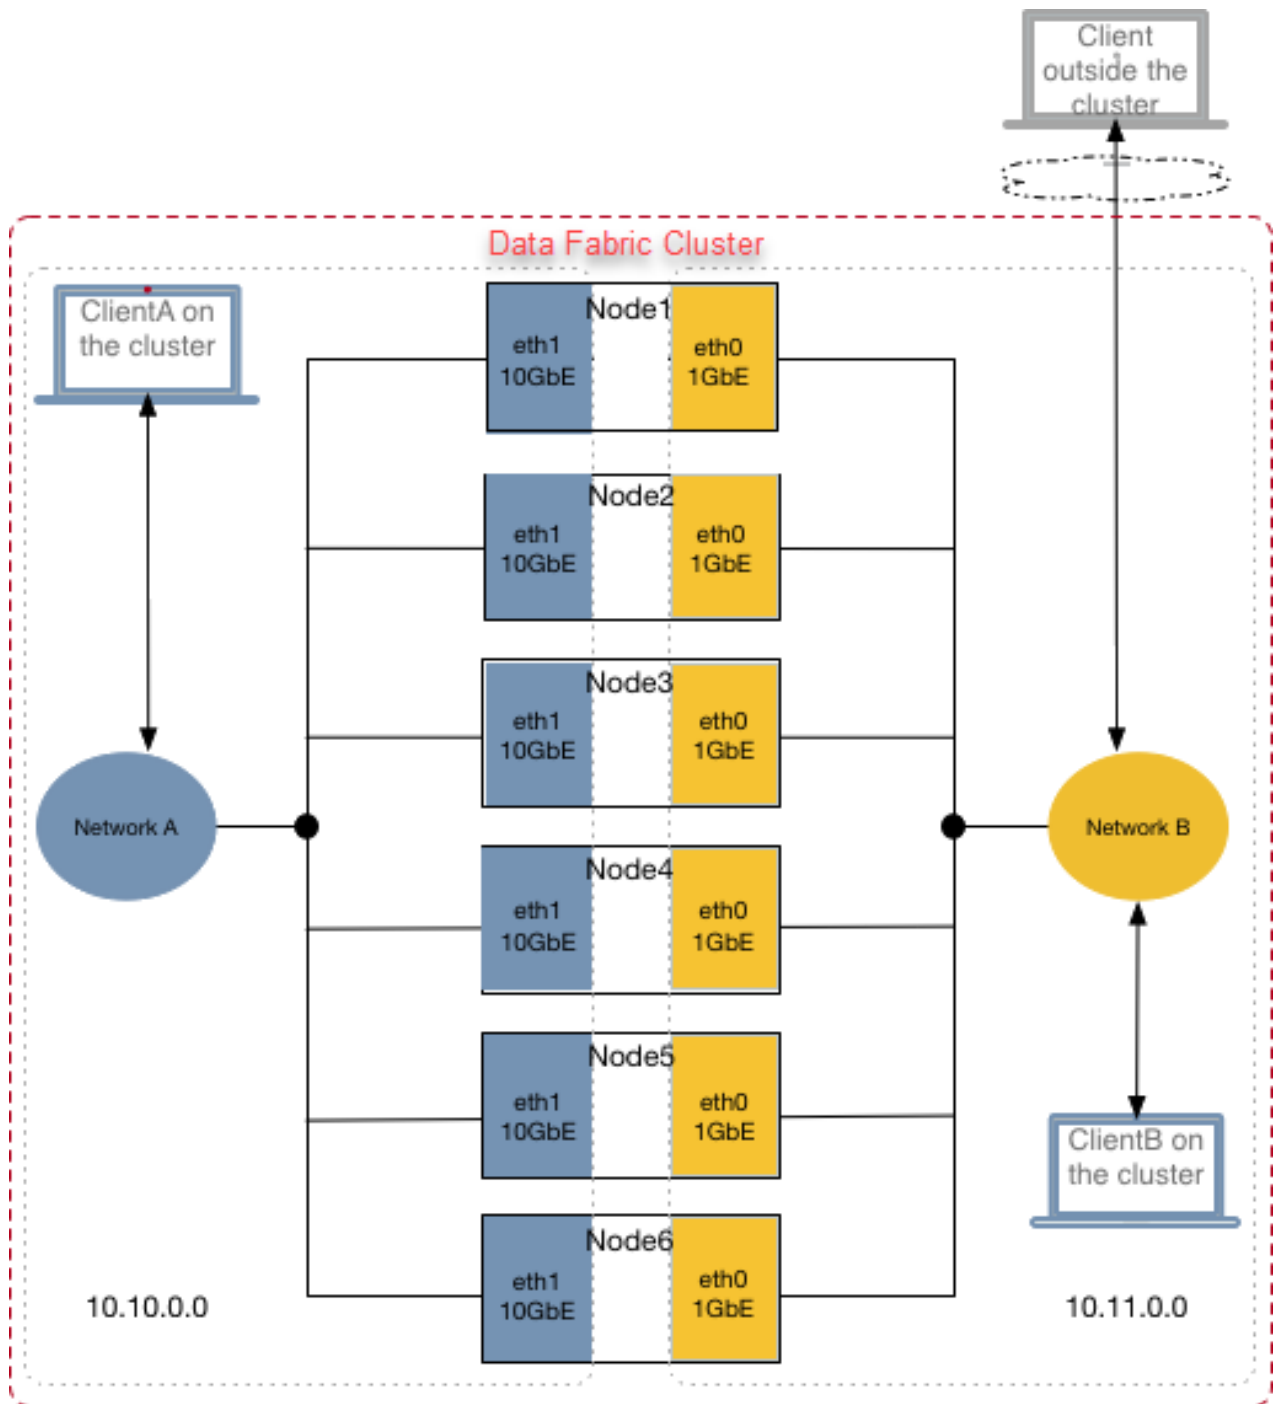 Client
outside the
cluster
Data Fabric Cluster
ClientA on
the cluster
Node1
eth1
10GbE
eth0
1GbE
Node2
eth1
10GbE
eth0
1GbE
Node3
eth1
10GbE
eth0
1GbE
Network A
Network B
Node4
eth1
10GbE
eth0
1GbE
Node5
eth1
10GbE
eth0
1GbE
ClientB on
the cluster
Node6
eth1
10GbE
eth0
1GbE
10.10.0.0
10.11.0.0